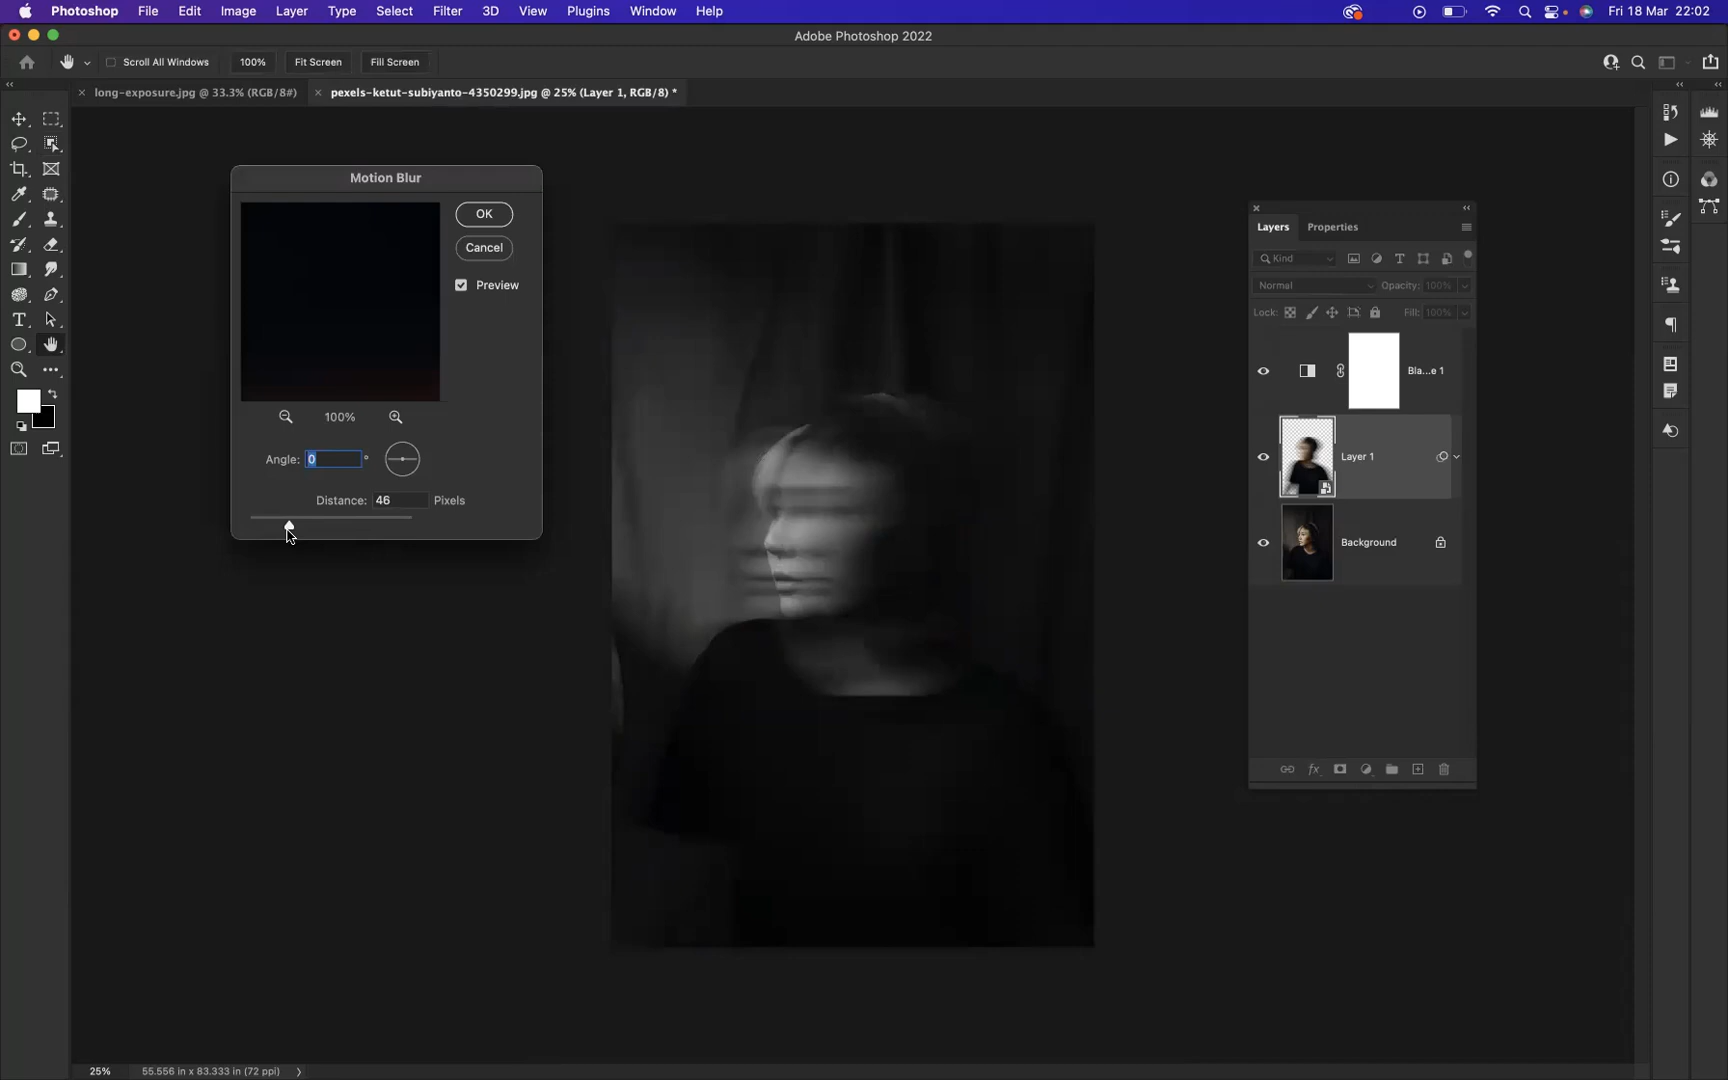 Photoshop File Edit Image Layer Type Select Filter 3D View Plugins Window Help Fri 18 Mar 22:02
Adobe Photoshop 2022
Scroll All Windows 100% Fit Screen Fill Screen
long-exposure.jpg @ 33.3% (RGB/8#) pexels-ketut-subiyanto-4350299.jpg @ 25% (Layer 1, RGB/8) *
Motion Blur
OK
Cancel
Preview
100%
Angle: 0 °
Distance: 46 Pixels
Layers Properties
Kind
Normal Opacity: 100%
Lock: Fill: 100%
Bla...e 1
Layer 1
Background
25% 55.556 in x 83.333 in (72 ppi)